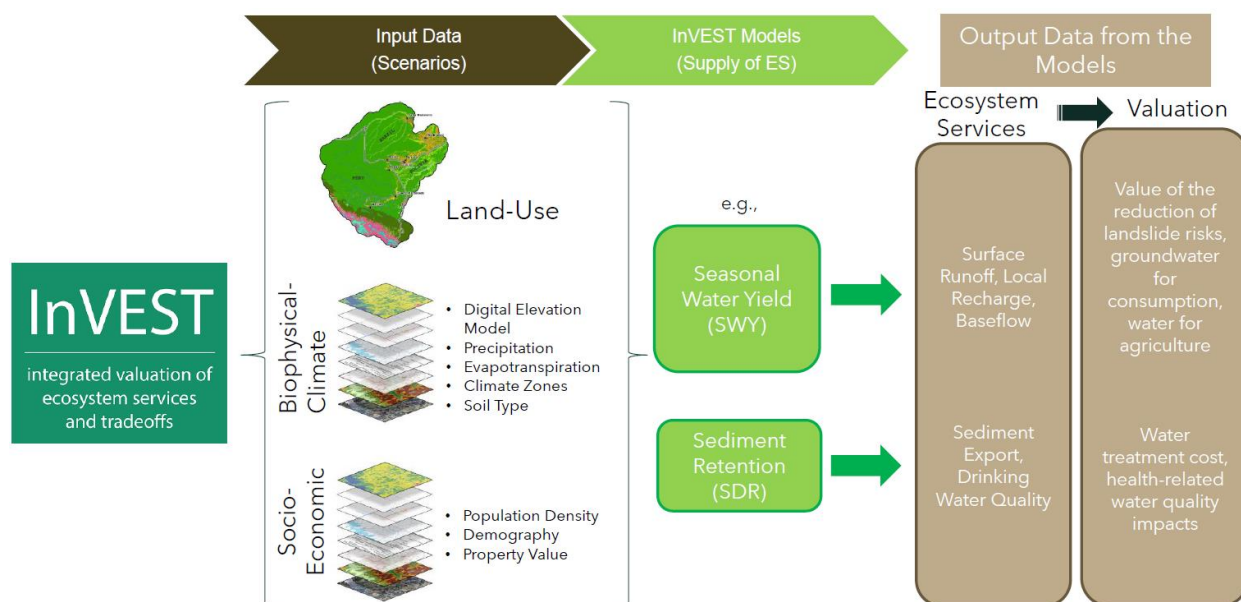 Input Data
(Scenarios)
InVEST Models
(Supply of ES)
Output Data from the
Models
Ecosystem
Services
Valuation
Land-Use
e.g.,
InVEST
integrated valuation of
ecosystem services
and tradeoffs
Biophysical-
Climate
• Digital Elevation
Model
• Precipitation
• Evapotranspiration
• Climate Zones
• Soil Type
Socio-
Economic
• Population Density
• Demography
• Property Value
Seasonal
Water Yield
(SWY)
Sediment
Retention
(SDR)
Surface
Runoff, Local
Recharge,
Baseflow
Value of the
reduction of
landslide risks,
groundwater
for
consumption,
water for
agriculture
Sediment
Export,
Drinking
Water Quality
Water
treatment cost,
health-related
water quality
impacts